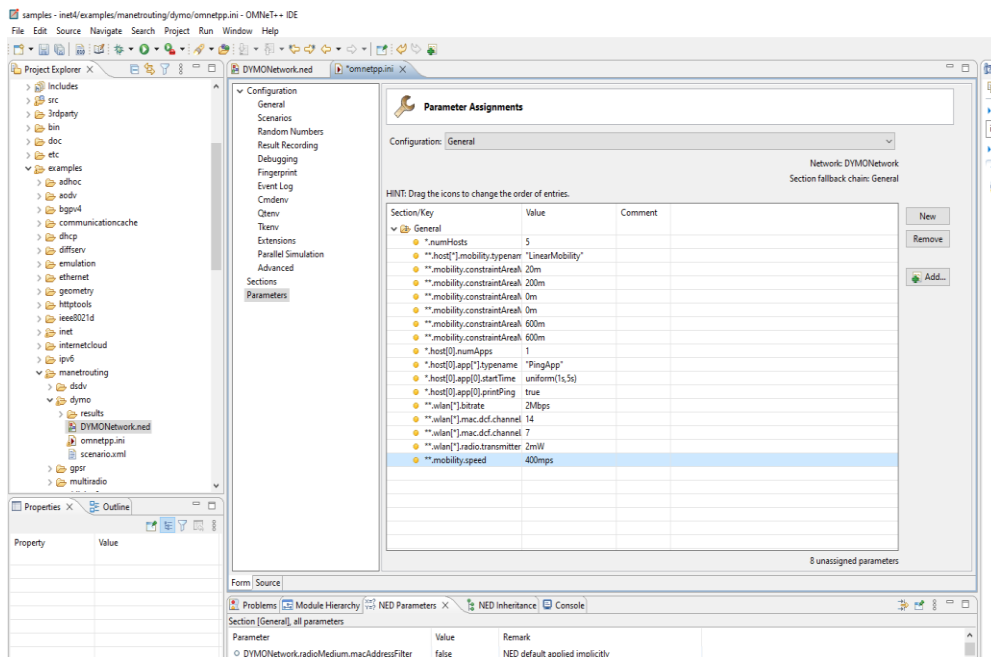 samples - inet4/examples/manetrouting/dymo/omnetpp.ini - OMNeT++ IDE
File Edit Source Navigate Search Project Run Window Help
Project Explorer
Includes
src
3rdparty
bin
doc
etc
examples
adhoc
aodv
bgpv4
communicationcache
dhcp
diffserv
emulation
ethernet
geometry
httptools
ieee8021d
inet
internetcloud
ipv6
manetrouting
dsdv
dymo
results
DYMONetwork.ned
omnetpp.ini
scenario.xml
gpsr
multiradio
Properties Outline
Property Value
DYMONetwork.ned *omnetpp.ini
Configuration
General
Scenarios
Random Numbers
Result Recording
Debugging
Fingerprint
Event Log
Cmdenv
Qtenv
Tkenv
Extensions
Parallel Simulation
Advanced
Sections
Parameters
Parameter Assignments
Configuration: General
Network: DYMONetwork
Section fallback chain: General
HINT: Drag the icons to change the order of entries.
Section/Key Value Comment
General
*.numHosts 5
**.host[*].mobility.typenam "LinearMobility"
**.mobility.constraintArea 20m
**.mobility.constraintArea 200m
**.mobility.constraintArea 0m
**.mobility.constraintArea 0m
**.mobility.constraintArea 600m
**.mobility.constraintArea 600m
*.host[0].numApps 1
*.host[0].app[*].typename "PingApp"
*.host[0].app[0].startTime uniform(1s,5s)
*.host[0].app[0].printPing true
**.wlan[*].bitrate 2Mbps
**.wlan[*].mac.dcf.channel 14
**.wlan[*].mac.dcf.channel 7
**.wlan[*].radio.transmitter 2mW
**.mobility.speed 400mps
New
Remove
Add...
8 unassigned parameters
Form Source
Problems Module Hierarchy NED Parameters NED Inheritance Console
Section [General], all parameters
Parameter Value Remark
DYMONetwork.radioMedium.macAddressFilter false NED default applied implicitly